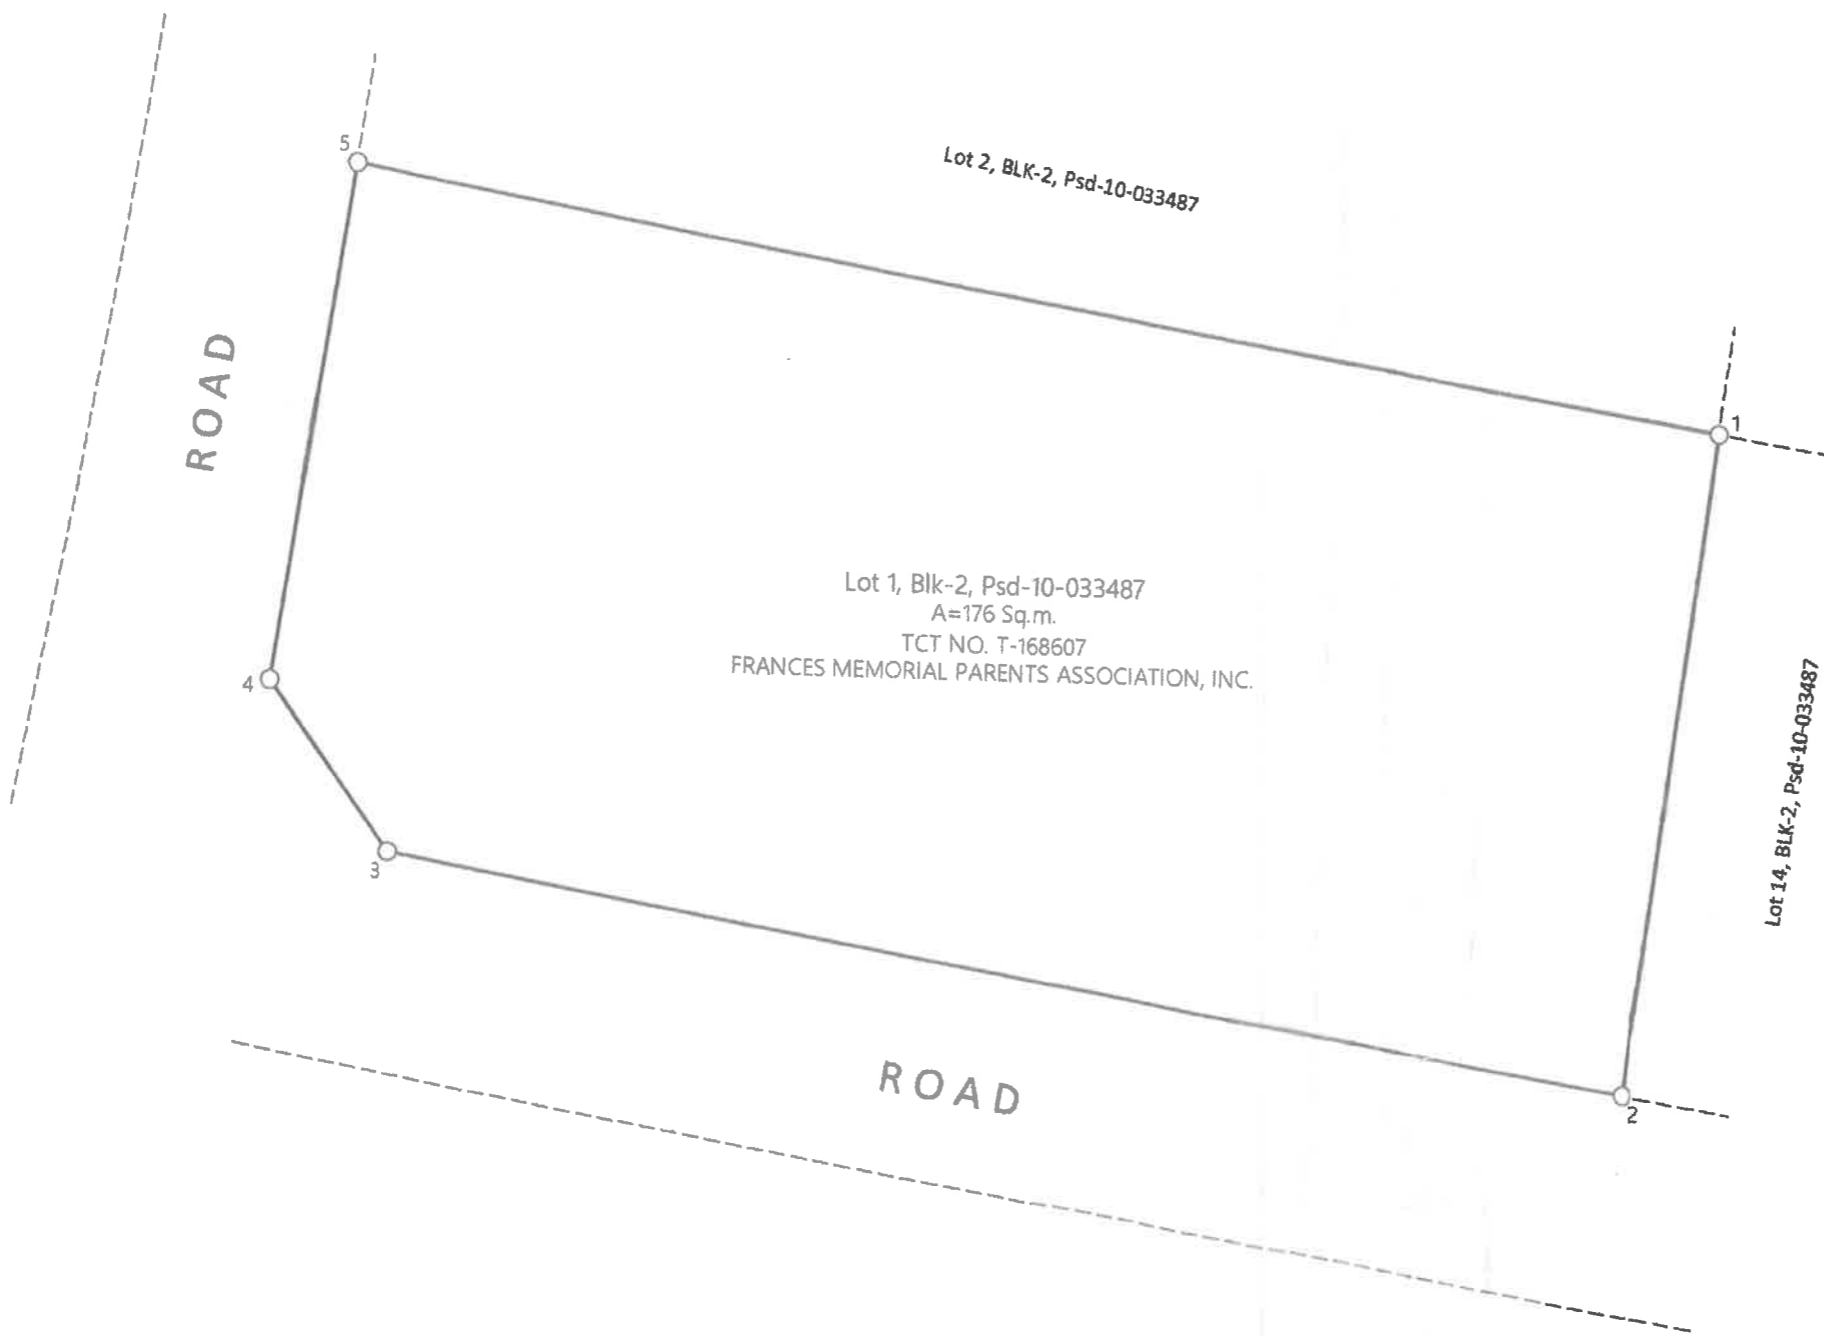 5
Lot 2, BLK-2, Psd-10-033487
ROAD
1
Lot 1, Blk-2, Psd-10-033487
A=176 Sq.m.
TCT NO. T-168607
FRANCES MEMORIAL PARENTS ASSOCIATION, INC.
4
Lot 14, BLK-2, Psd-10-033487
3
ROAD
2